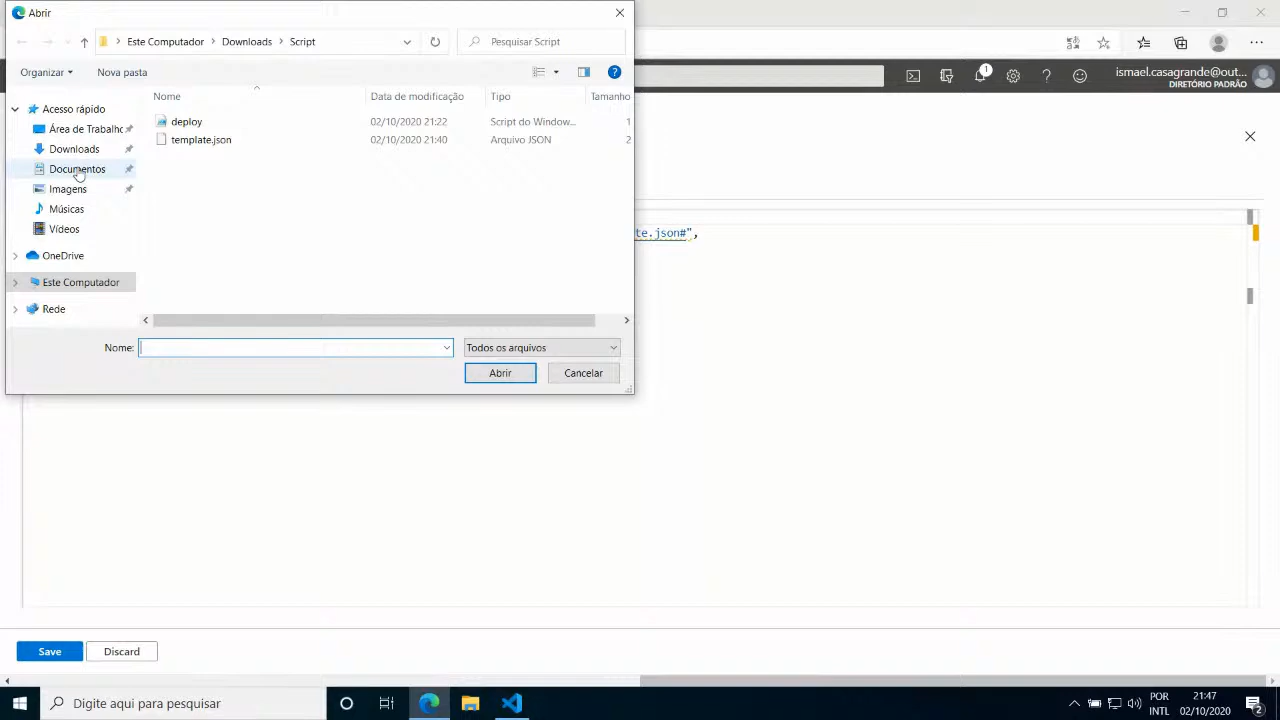 Abrir
Este Computador
Downloads
Script
Pesquisar Script
Organizar
Nova pasta
ismael.casagrande@out...
DIRETÓRIO PADRÃO
1
Nome
Data de modificação
Tipo
Tamanho
Acesso rápido
Área de Trabalho
Downloads
Documentos
Imagens
Músicas
Vídeos
OneDrive
Este Computador
Rede
deploy
02/10/2020 21:22
Script do Window...
1
template.json
02/10/2020 21:40
Arquivo JSON
2
te.json#",
Nome:
Todos os arquivos
Abrir
Cancelar
Save
Discard
Digite aqui para pesquisar
POR
INTL
21:47
02/10/2020
2